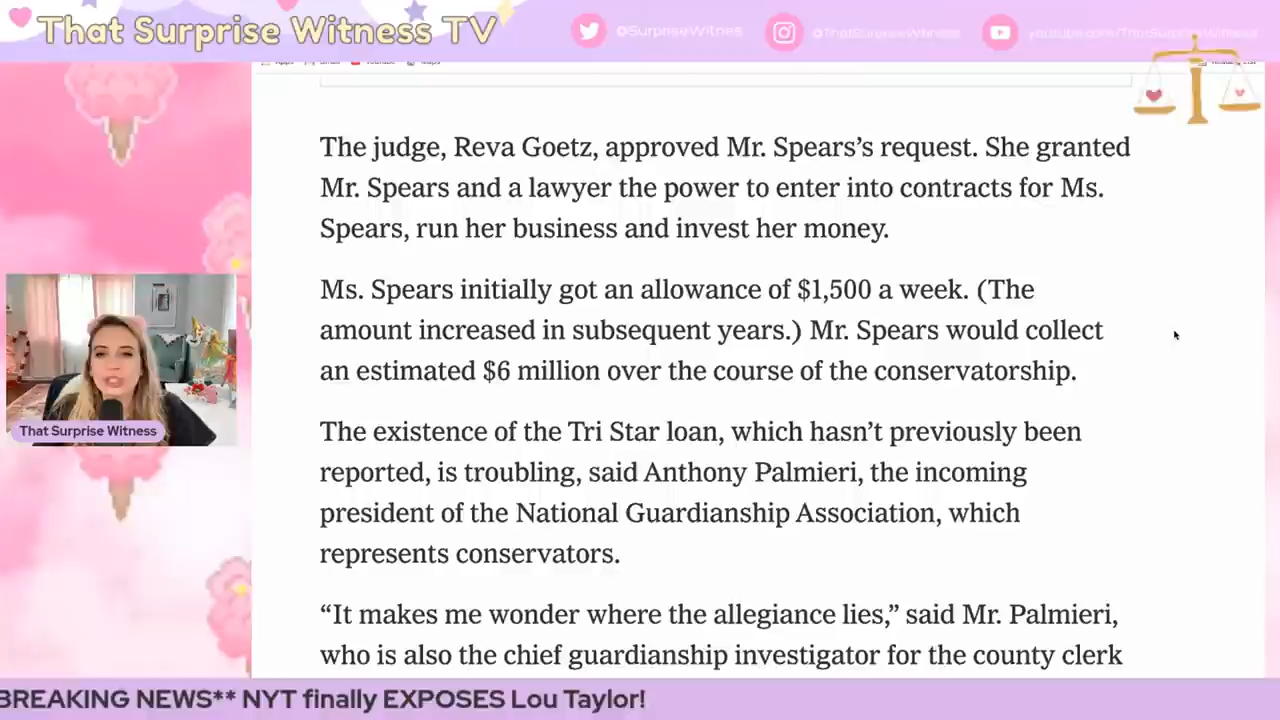 That Surprise Witness TV
@SurpriseWitnes
@ThatSurpriseWitness
youtube.com/ThatSurpriseWitness
The judge, Reva Goetz, approved Mr. Spears’s request. She granted
Mr. Spears and a lawyer the power to enter into contracts for Ms.
Spears, run her business and invest her money.
Ms. Spears initially got an allowance of $1,500 a week. (The
amount increased in subsequent years.) Mr. Spears would collect
an estimated $6 million over the course of the conservatorship.
The existence of the Tri Star loan, which hasn’t previously been
reported, is troubling, said Anthony Palmieri, the incoming
president of the National Guardianship Association, which
represents conservators.
“It makes me wonder where the allegiance lies,” said Mr. Palmieri,
who is also the chief guardianship investigator for the county clerk
That Surprise Witness
BREAKING NEWS** NYT finally EXPOSES Lou Taylor!